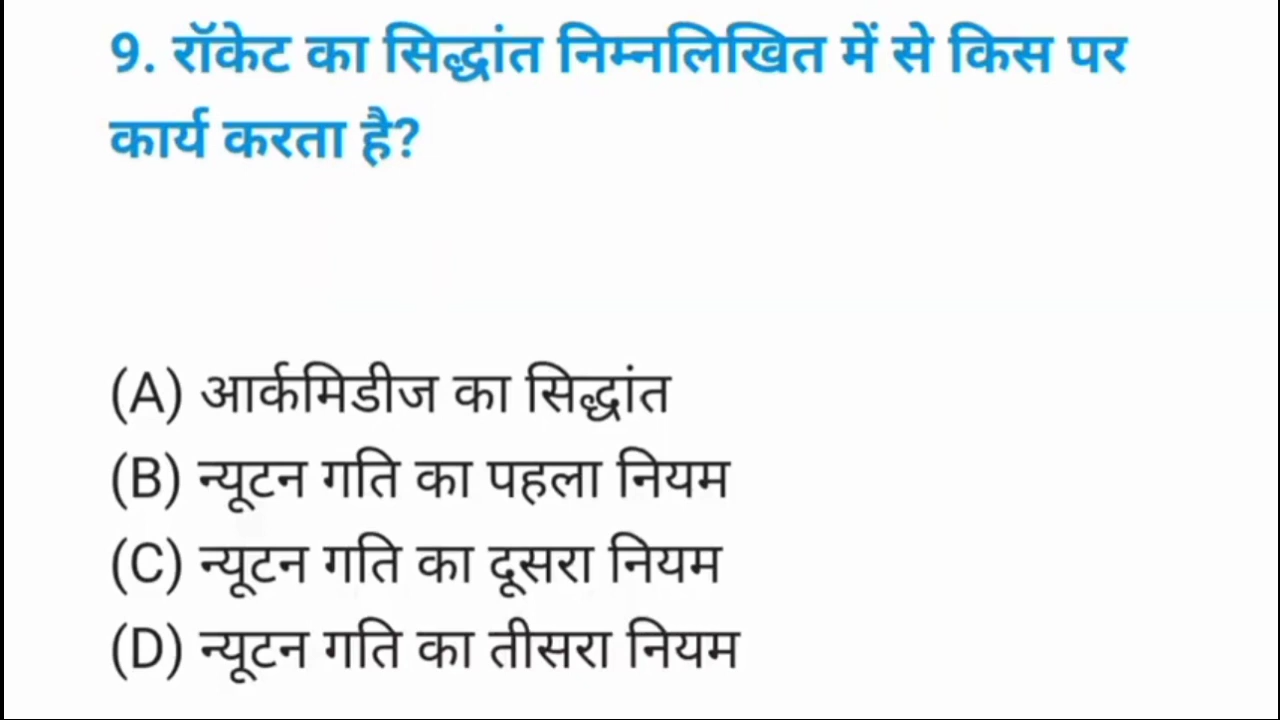 9. रॉकेट का सिद्धांत निम्नलिखित में से किस पर
कार्य करता है?
(A) आर्कमिडीज का सिद्धांत
(B) न्यूटन गति का पहला नियम
(C) न्यूटन गति का दूसरा नियम
(D) न्यूटन गति का तीसरा नियम